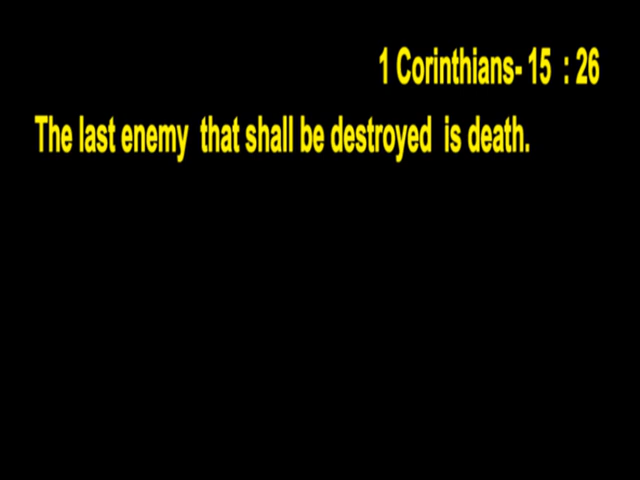 1 Corinthians- 15 : 26
The last enemy that shall be destroyed is death.